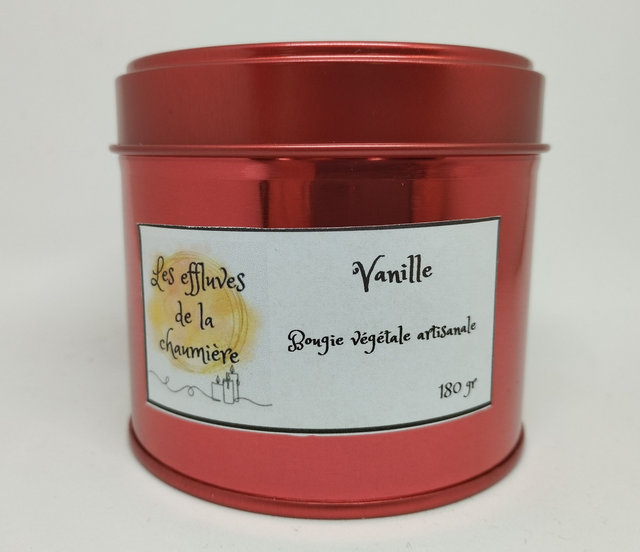 Les effluves
de la
chaumière
Vanille
Bougie végétale artisanale
180 gr